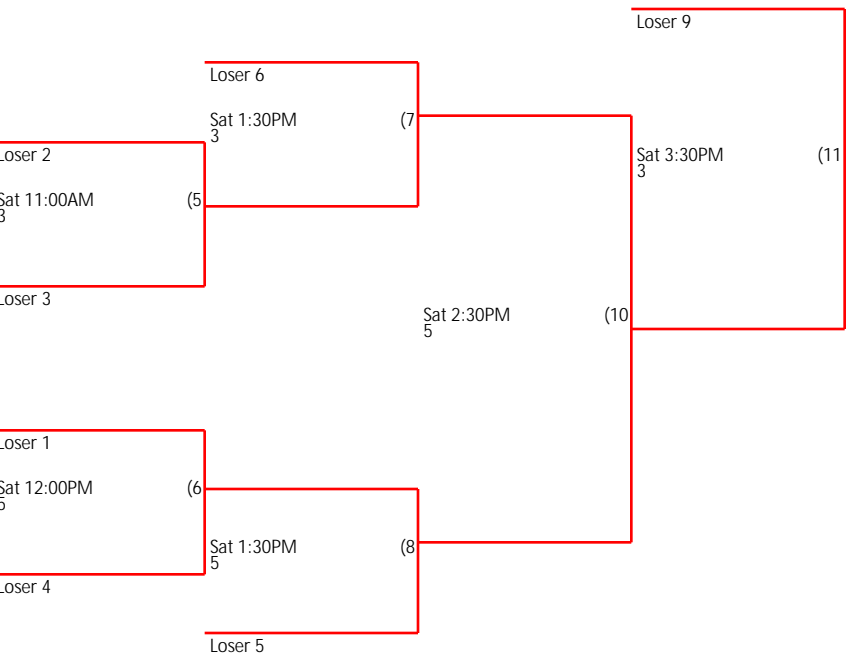 Loser 9
Loser 6
Sat 1:30PM (7
3
Loser 2
Sat 3:30PM (11
3
Sat 11:00AM (5
3
Loser 3
Sat 2:30PM (10
5
Loser 1
Sat 12:00PM (6
5
Sat 1:30PM (8
5
Loser 4
Loser 5